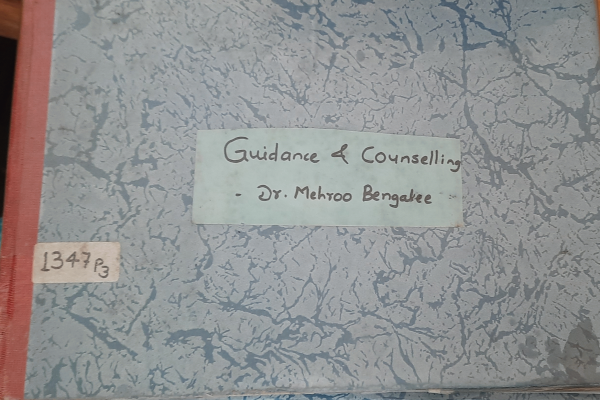 Guidance & Counselling
- Dr. Mehroo Bengalee
1347 P3